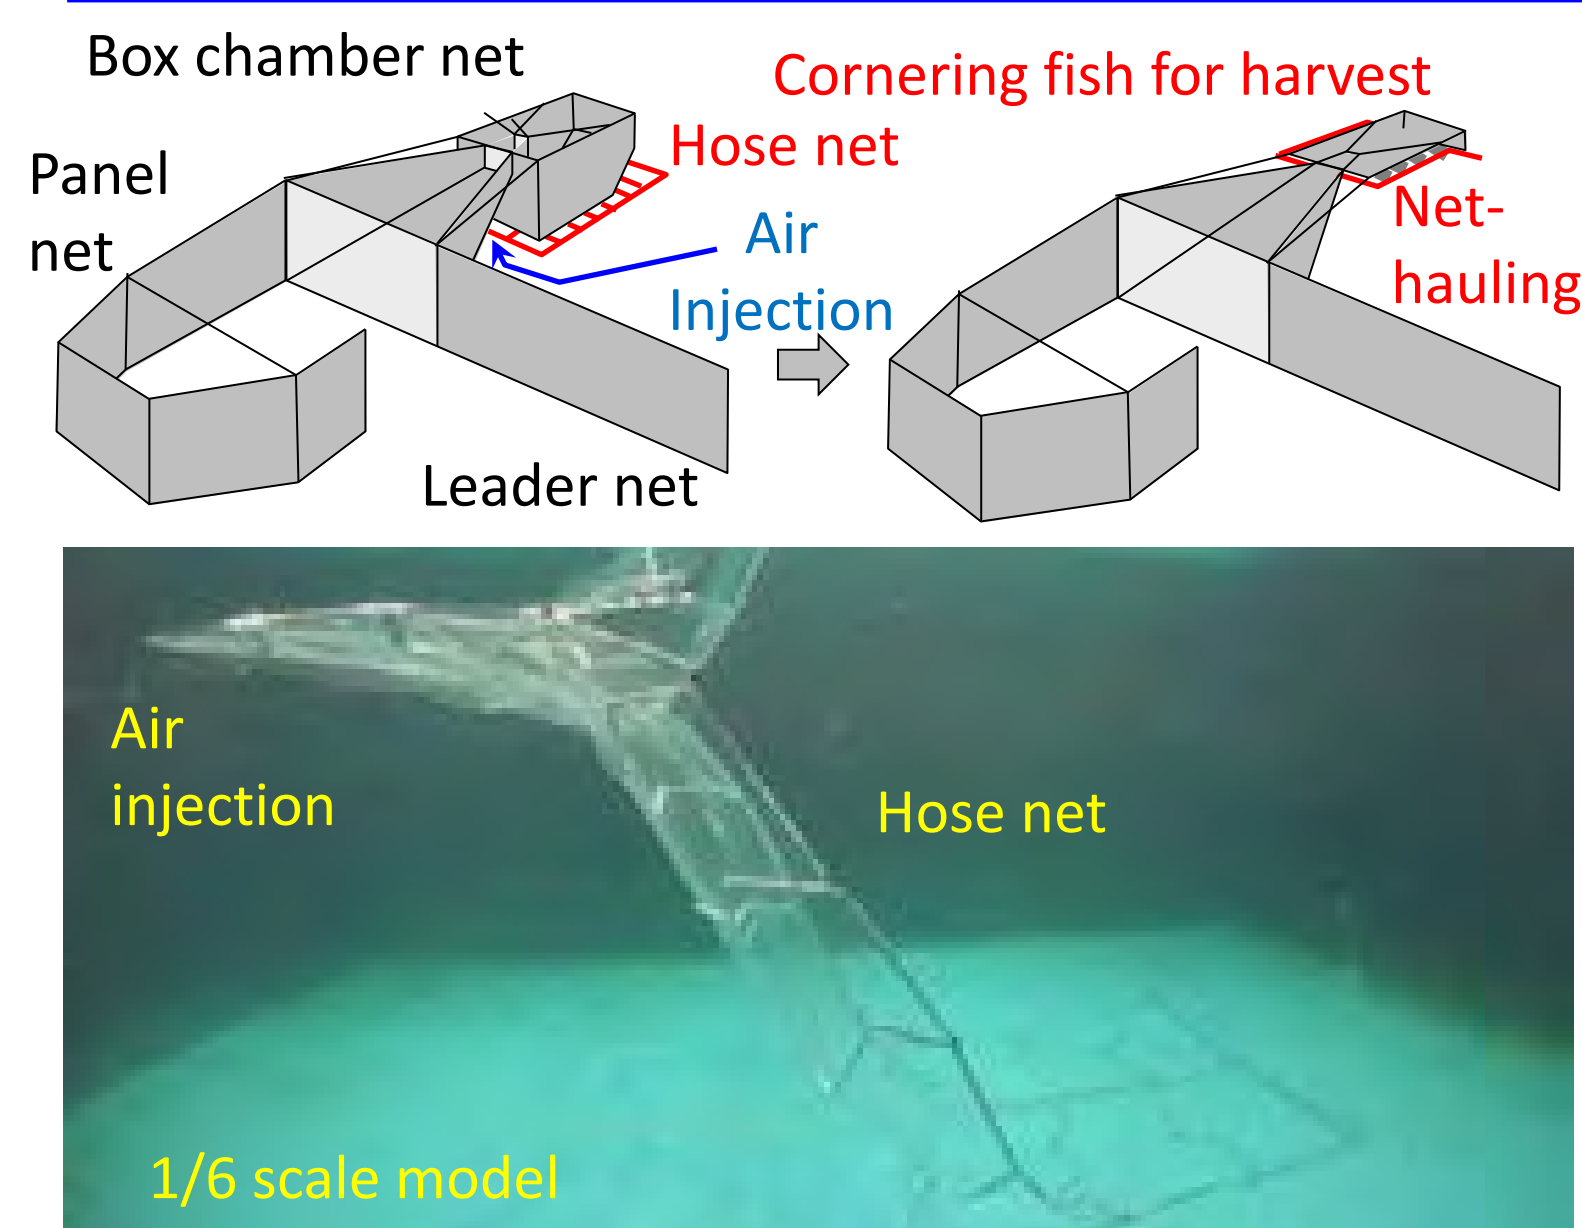 Box chamber net
Cornering fish for harvest
Hose net
Panel
net
Air
Injection
Net-
hauling
Leader net
Air
injection
Hose net
1/6 scale model